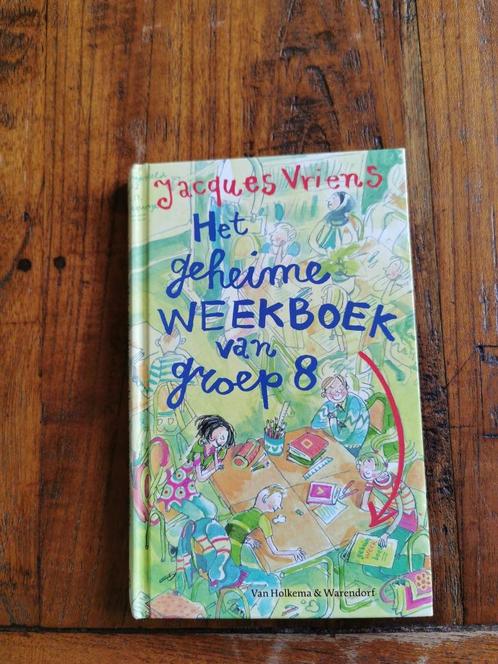 Jacques Vriens
Het
geheime
WEEKBOEK
van
groep 8
Van Holkema & Warendorf